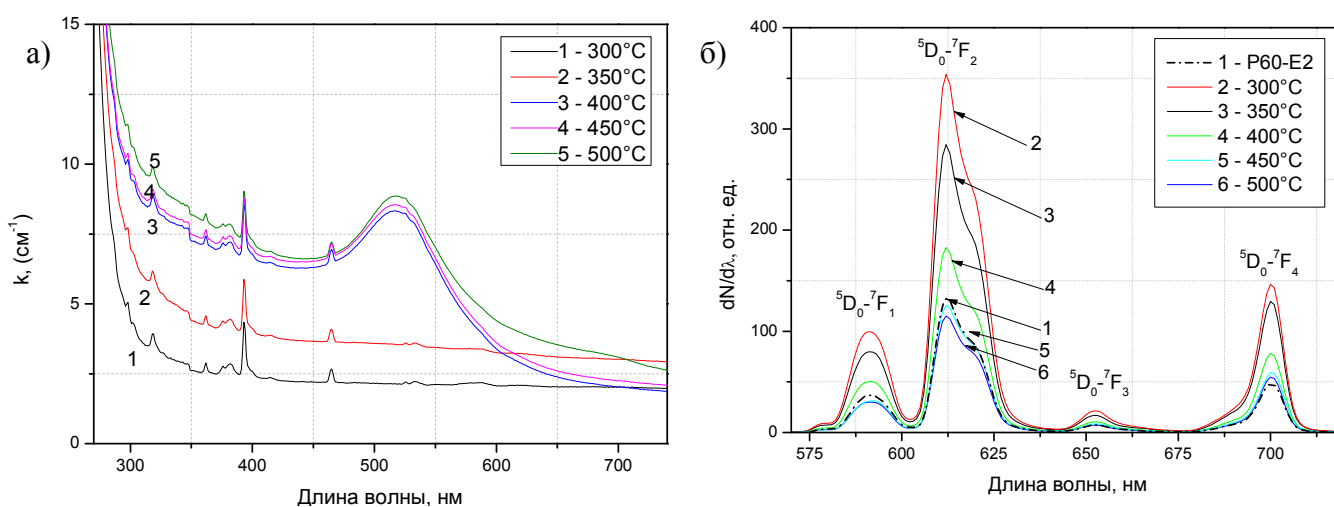 а)
15
10
5
0
k, (см⁻¹)
300
400
500
600
700
Длина волны, нм
1 - 300°C
2 - 350°C
3 - 400°C
4 - 450°C
5 - 500°C
5
4
3
2
1
б)
400
300
200
100
0
dN/dλ, отн. ед.
575
600
625
650
675
700
Длина волны, нм
⁵D₀-⁷F₂
⁵D₀-⁷F₁
⁵D₀-⁷F₃
⁵D₀-⁷F₄
1 - P60-E2
2 - 300°C
3 - 350°C
4 - 400°C
5 - 450°C
6 - 500°C
2
3
4
1
5
6